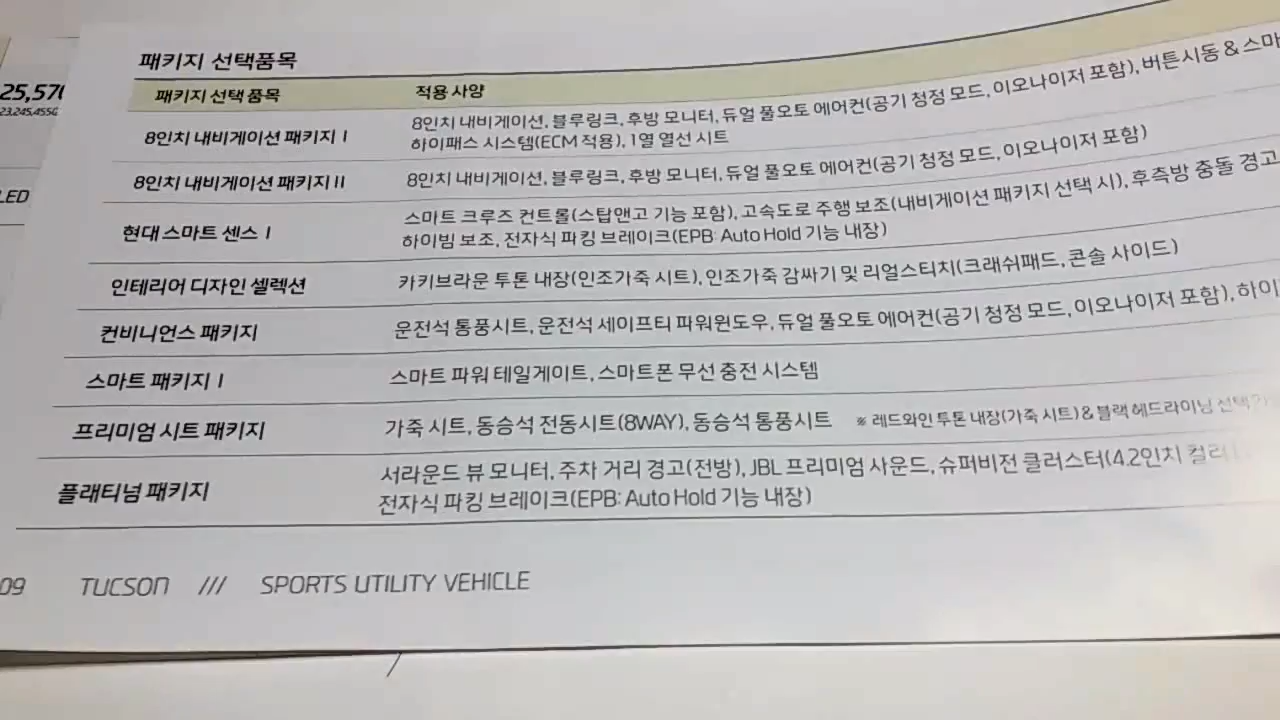 패키지 선택품목
25,570
23,245,455
LED
패키지 선택 품목 적용 사양
8인치 내비게이션 패키지 I 8인치 내비게이션, 블루링크, 후방 모니터, 듀얼 풀오토 에어컨(공기 청정 모드, 이오나이저 포함), 버튼시동 & 스마
하이패스 시스템(ECM 적용), 1열 열선 시트
8인치 내비게이션 패키지 II 8인치 내비게이션, 블루링크, 후방 모니터, 듀얼 풀오토 에어컨(공기 청정 모드, 이오나이저 포함)
현대 스마트 센스 I 스마트 크루즈 컨트롤(스탑앤고 기능 포함), 고속도로 주행 보조(내비게이션 패키지 선택 시), 후측방 충돌 경고
하이빔 보조, 전자식 파킹 브레이크(EPB: Auto Hold 기능 내장)
인테리어 디자인 셀렉션 카키브라운 투톤 내장(인조가죽 시트), 인조가죽 감싸기 및 리얼스티치(크래쉬패드, 콘솔 사이드)
컨비니언스 패키지 운전석 통풍시트, 운전석 세이프티 파워윈도우, 듀얼 풀오토 에어컨(공기 청정 모드, 이오나이저 포함), 하이
스마트 패키지 I 스마트 파워 테일게이트, 스마트폰 무선 충전 시스템
프리미엄 시트 패키지 가죽 시트, 동승석 전동시트(8WAY), 동승석 통풍시트 ※ 레드와인 투톤 내장(가죽 시트) & 블랙 헤드라이닝 선택
플래티넘 패키지 서라운드 뷰 모니터, 주차 거리 경고(전방), JBL 프리미엄 사운드, 슈퍼비전 클러스터(4.2인치 컬러
전자식 파킹 브레이크(EPB: Auto Hold 기능 내장)
09 TUCSON /// SPORTS UTILITY VEHICLE